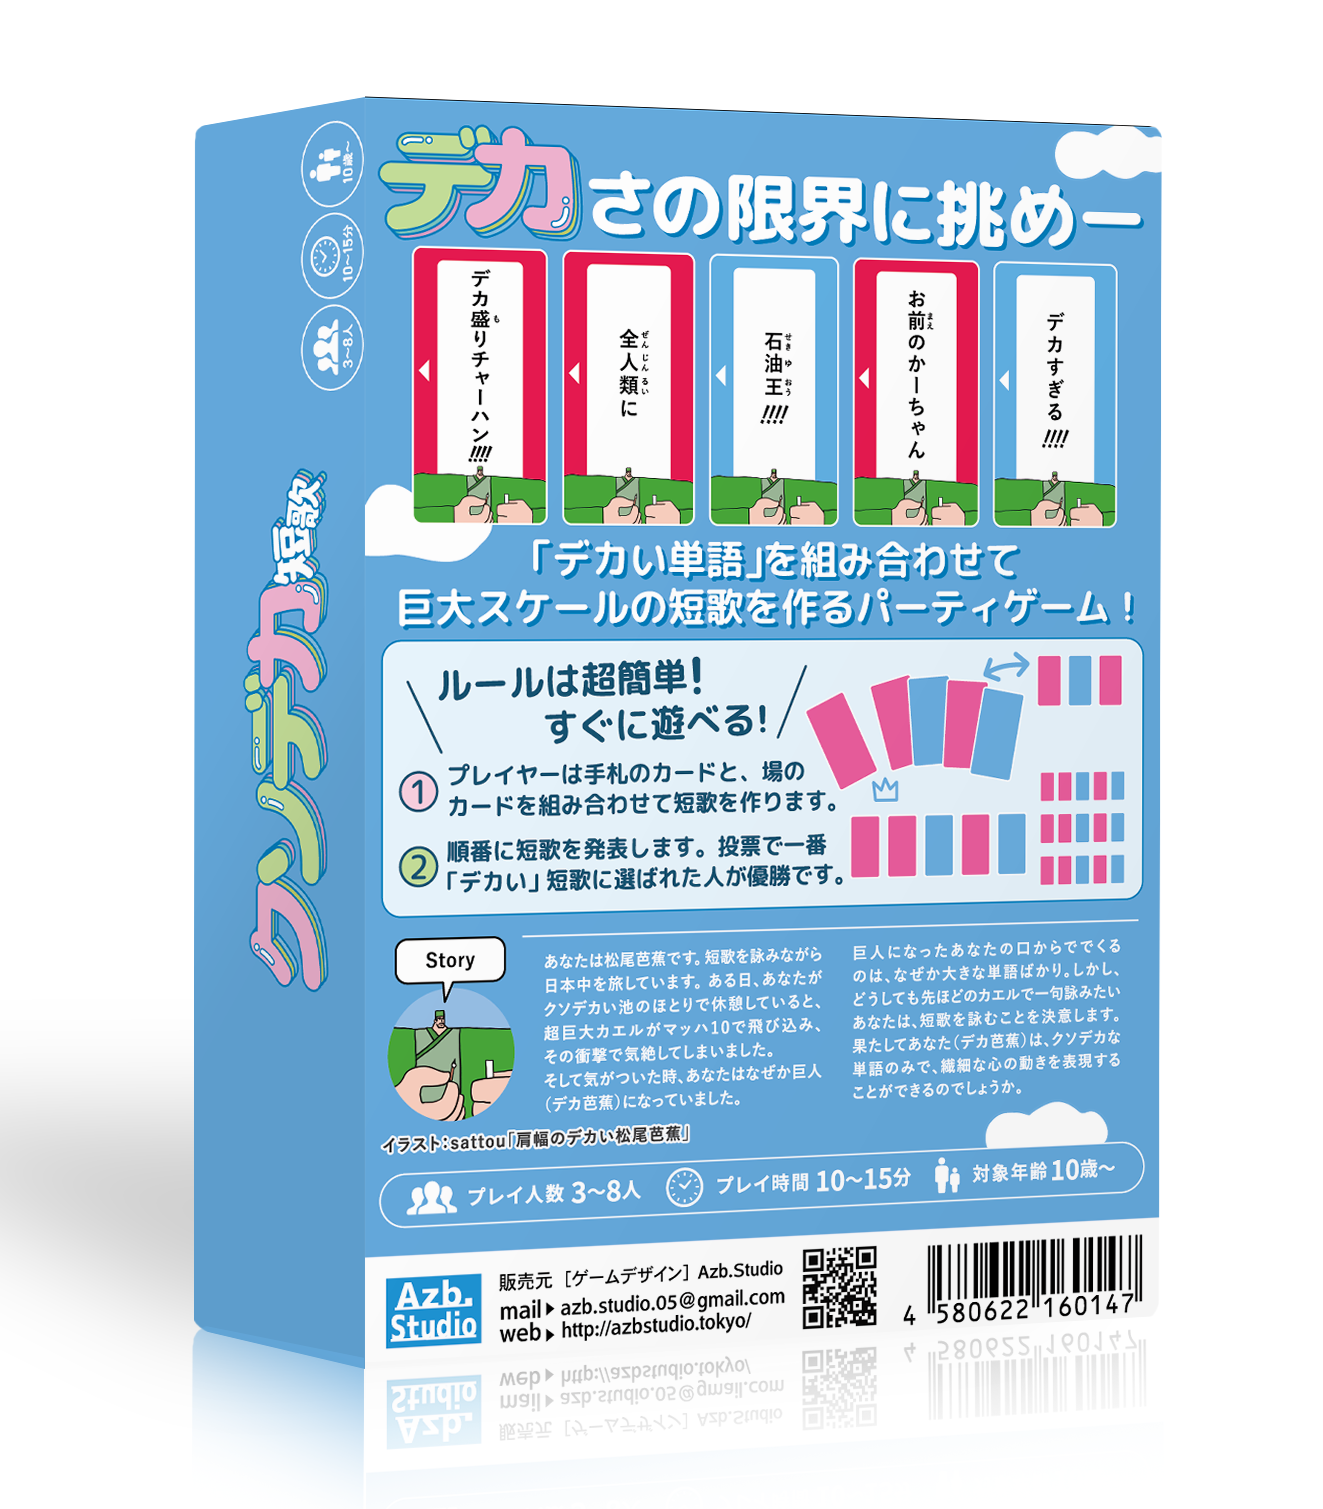 10歳〜
10〜15分
3〜8人
クソデカ短歌
デカさの限界に挑めー
デカ盛りチャーハン!!!!
も
全人類に
ぜんじんるい
石油王!!!!
せきゆおう
お前のかーちゃん
まえ
デカすぎる!!!!
「デカい単語」を組み合わせて
巨大スケールの短歌を作るパーティゲーム！
ルールは超簡単!
すぐに遊べる!
1 プレイヤーは手札のカードと、場の
カードを組み合わせて短歌を作ります。
2 順番に短歌を発表します。投票で一番
「デカい」短歌に選ばれた人が優勝です。
Story
あなたは松尾芭蕉です。短歌を詠みながら
日本中を旅しています。ある日、あなたが
クソデカい池のほとりで休憩していると、
超巨大カエルがマッハ10で飛び込み、
その衝撃で気絶してしまいました。
そして気がついた時、あなたはなぜか巨人
（デカ芭蕉）になっていました。
巨人になったあなたの口からでてくる
のは、なぜか大きな単語ばかり。しかし、
どうしても先ほどのカエルで一句詠みたい
あなたは、短歌を詠むことを決意します。
果たしてあなた（デカ芭蕉）は、クソデカな
単語のみで、繊細な心の動きを表現する
ことができるのでしょうか。
イラスト：sattou「肩幅のデカい松尾芭蕉」
プレイ人数 3〜8人
プレイ時間 10〜15分
対象年齢 10歳〜
Azb.
Studio
販売元［ゲームデザイン］Azb.Studio
mail▶azb.studio.05@gmail.com
web▶http://azbstudio.tokyo/
4 580622 160147